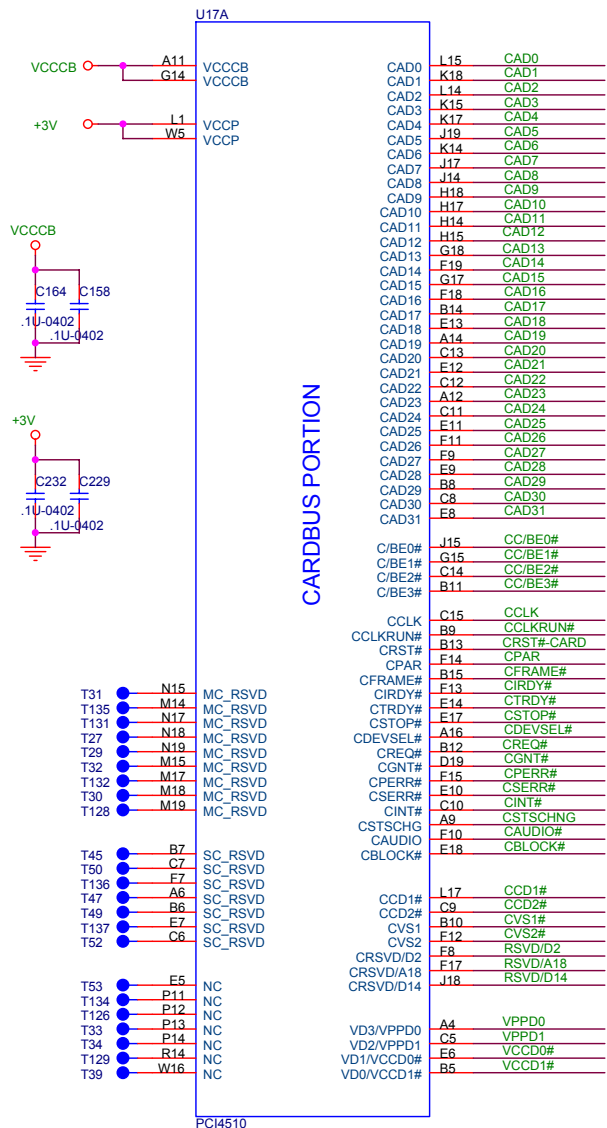 U17A
VCCCB A11 VCCCB
G14 VCCCB
+3V L1 VCCP
W5 VCCP
VCCCB
C164 C158
.1U-0402
.1U-0402
+3V
C232 C229
.1U-0402
.1U-0402
CARDBUS PORTION
T31 N15 MC_RSVD
T135 M14 MC_RSVD
T131 N17 MC_RSVD
T27 N18 MC_RSVD
T29 N19 MC_RSVD
T32 M15 MC_RSVD
T132 M17 MC_RSVD
T30 M18 MC_RSVD
T128 M19 MC_RSVD
T45 B7 SC_RSVD
T50 C7 SC_RSVD
T136 F7 SC_RSVD
T47 A6 SC_RSVD
T49 B6 SC_RSVD
T137 E7 SC_RSVD
T52 C6 SC_RSVD
T53 E5 NC
T134 P11 NC
T126 P12 NC
T33 P13 NC
T34 P14 NC
T129 R14 NC
T39 W16 NC
CAD0 L15 CAD0
CAD1 K18 CAD1
CAD2 L14 CAD2
CAD3 K15 CAD3
CAD4 K17 CAD4
CAD5 J19 CAD5
CAD6 K14 CAD6
CAD7 J17 CAD7
CAD8 J14 CAD8
CAD9 H18 CAD9
CAD10 H17 CAD10
CAD11 H14 CAD11
CAD12 H15 CAD12
CAD13 G18 CAD13
CAD14 F19 CAD14
CAD15 G17 CAD15
CAD16 F18 CAD16
CAD17 B14 CAD17
CAD18 E13 CAD18
CAD19 A14 CAD19
CAD20 C13 CAD20
CAD21 E12 CAD21
CAD22 C12 CAD22
CAD23 A12 CAD23
CAD24 C11 CAD24
CAD25 E11 CAD25
CAD26 F11 CAD26
CAD27 F9 CAD27
CAD28 E9 CAD28
CAD29 B8 CAD29
CAD30 C8 CAD30
CAD31 E8 CAD31
C/BE0# J15 CC/BE0#
C/BE1# G15 CC/BE1#
C/BE2# C14 CC/BE2#
C/BE3# B11 CC/BE3#
CCLK C15 CCLK
CCLKRUN# B9 CCLKRUN#
CRST# B13 CRST#-CARD
CPAR F14 CPAR
CFRAME# B15 CFRAME#
CIRDY# F13 CIRDY#
CTRDY# E14 CTRDY#
CSTOP# E17 CSTOP#
CDEVSEL# A16 CDEVSEL#
CREQ# B12 CREQ#
CGNT# D19 CGNT#
CPERR# F15 CPERR#
CSERR# E10 CSERR#
CINT# C10 CINT#
CSTSCHG A9 CSTSCHNG
CAUDIO F10 CAUDIO#
CBLOCK# E18 CBLOCK#
CCD1# L17 CCD1#
CCD2# C9 CCD2#
CVS1 B10 CVS1#
CVS2 F12 CVS2#
CRSVD/D2 F8 RSVD/D2
CRSVD/A18 F17 RSVD/A18
CRSVD/D14 J18 RSVD/D14
VD3/VPPD0 A4 VPPD0
VD2/VPPD1 C5 VPPD1
VD1/VCCD0# E6 VCCD0#
VD0/VCCD1# B5 VCCD1#
PCI4510